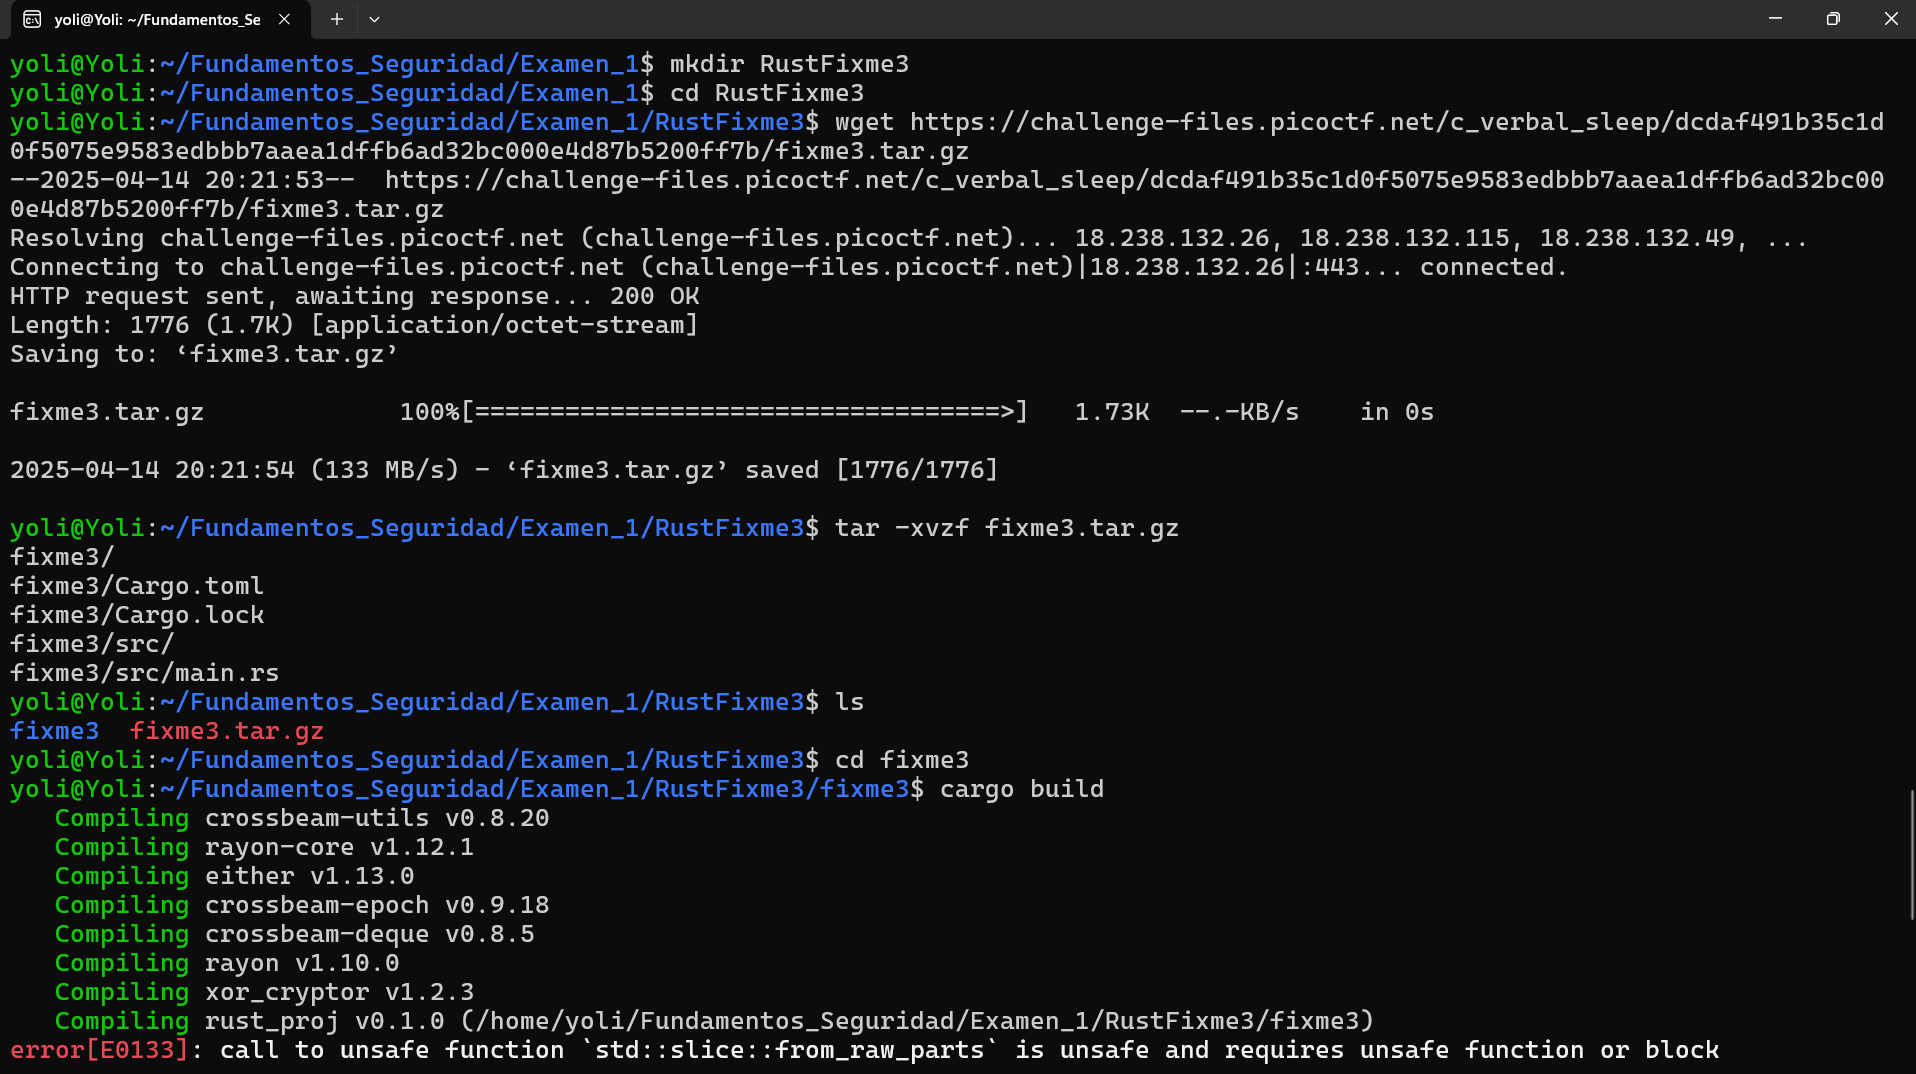 yoli@Yoli: ~/Fundamentos_Se
yoli@Yoli:~/Fundamentos_Seguridad/Examen_1$ mkdir RustFixme3
yoli@Yoli:~/Fundamentos_Seguridad/Examen_1$ cd RustFixme3
yoli@Yoli:~/Fundamentos_Seguridad/Examen_1/RustFixme3$ wget https://challenge-files.picoctf.net/c_verbal_sleep/dcdaf491b35c1d
0f5075e9583edbbb7aaea1dffb6ad32bc000e4d87b5200ff7b/fixme3.tar.gz
--2025-04-14 20:21:53--  https://challenge-files.picoctf.net/c_verbal_sleep/dcdaf491b35c1d0f5075e9583edbbb7aaea1dffb6ad32bc00
0e4d87b5200ff7b/fixme3.tar.gz
Resolving challenge-files.picoctf.net (challenge-files.picoctf.net)... 18.238.132.26, 18.238.132.115, 18.238.132.49, ...
Connecting to challenge-files.picoctf.net (challenge-files.picoctf.net)|18.238.132.26|:443... connected.
HTTP request sent, awaiting response... 200 OK
Length: 1776 (1.7K) [application/octet-stream]
Saving to: ‘fixme3.tar.gz’
fixme3.tar.gz             100%[===================================>]   1.73K  --.-KB/s    in 0s
2025-04-14 20:21:54 (133 MB/s) - ‘fixme3.tar.gz’ saved [1776/1776]
yoli@Yoli:~/Fundamentos_Seguridad/Examen_1/RustFixme3$ tar -xvzf fixme3.tar.gz
fixme3/
fixme3/Cargo.toml
fixme3/Cargo.lock
fixme3/src/
fixme3/src/main.rs
yoli@Yoli:~/Fundamentos_Seguridad/Examen_1/RustFixme3$ ls
fixme3  fixme3.tar.gz
yoli@Yoli:~/Fundamentos_Seguridad/Examen_1/RustFixme3$ cd fixme3
yoli@Yoli:~/Fundamentos_Seguridad/Examen_1/RustFixme3/fixme3$ cargo build
   Compiling crossbeam-utils v0.8.20
   Compiling rayon-core v1.12.1
   Compiling either v1.13.0
   Compiling crossbeam-epoch v0.9.18
   Compiling crossbeam-deque v0.8.5
   Compiling rayon v1.10.0
   Compiling xor_cryptor v1.2.3
   Compiling rust_proj v0.1.0 (/home/yoli/Fundamentos_Seguridad/Examen_1/RustFixme3/fixme3)
error[E0133]: call to unsafe function `std::slice::from_raw_parts` is unsafe and requires unsafe function or block